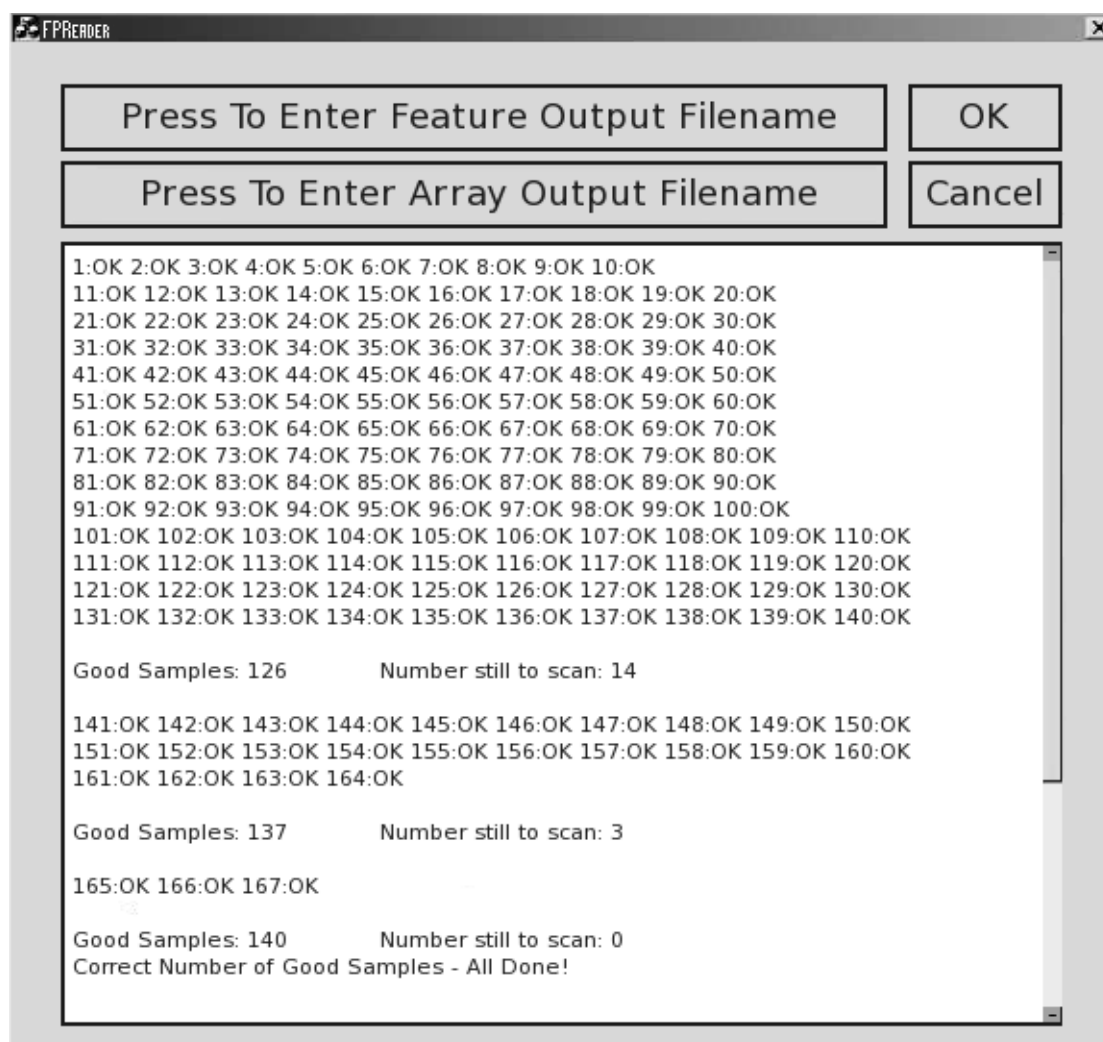 FPReader
Press To Enter Feature Output Filename
OK
Press To Enter Array Output Filename
Cancel
1:OK 2:OK 3:OK 4:OK 5:OK 6:OK 7:OK 8:OK 9:OK 10:OK
11:OK 12:OK 13:OK 14:OK 15:OK 16:OK 17:OK 18:OK 19:OK 20:OK
21:OK 22:OK 23:OK 24:OK 25:OK 26:OK 27:OK 28:OK 29:OK 30:OK
31:OK 32:OK 33:OK 34:OK 35:OK 36:OK 37:OK 38:OK 39:OK 40:OK
41:OK 42:OK 43:OK 44:OK 45:OK 46:OK 47:OK 48:OK 49:OK 50:OK
51:OK 52:OK 53:OK 54:OK 55:OK 56:OK 57:OK 58:OK 59:OK 60:OK
61:OK 62:OK 63:OK 64:OK 65:OK 66:OK 67:OK 68:OK 69:OK 70:OK
71:OK 72:OK 73:OK 74:OK 75:OK 76:OK 77:OK 78:OK 79:OK 80:OK
81:OK 82:OK 83:OK 84:OK 85:OK 86:OK 87:OK 88:OK 89:OK 90:OK
91:OK 92:OK 93:OK 94:OK 95:OK 96:OK 97:OK 98:OK 99:OK 100:OK
101:OK 102:OK 103:OK 104:OK 105:OK 106:OK 107:OK 108:OK 109:OK 110:OK
111:OK 112:OK 113:OK 114:OK 115:OK 116:OK 117:OK 118:OK 119:OK 120:OK
121:OK 122:OK 123:OK 124:OK 125:OK 126:OK 127:OK 128:OK 129:OK 130:OK
131:OK 132:OK 133:OK 134:OK 135:OK 136:OK 137:OK 138:OK 139:OK 140:OK
Good Samples: 126 Number still to scan: 14
141:OK 142:OK 143:OK 144:OK 145:OK 146:OK 147:OK 148:OK 149:OK 150:OK
151:OK 152:OK 153:OK 154:OK 155:OK 156:OK 157:OK 158:OK 159:OK 160:OK
161:OK 162:OK 163:OK 164:OK
Good Samples: 137 Number still to scan: 3
165:OK 166:OK 167:OK
Good Samples: 140 Number still to scan: 0
Correct Number of Good Samples - All Done!